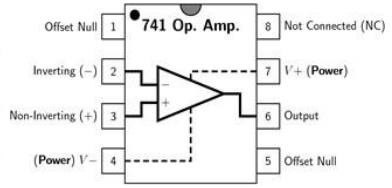 741 Op. Amp.
Offset Null 1
8 Not Connected (NC)
Inverting (−) 2
7 V+ (Power)
Non-Inverting (+) 3
6 Output
(Power) V− 4
5 Offset Null
−
+